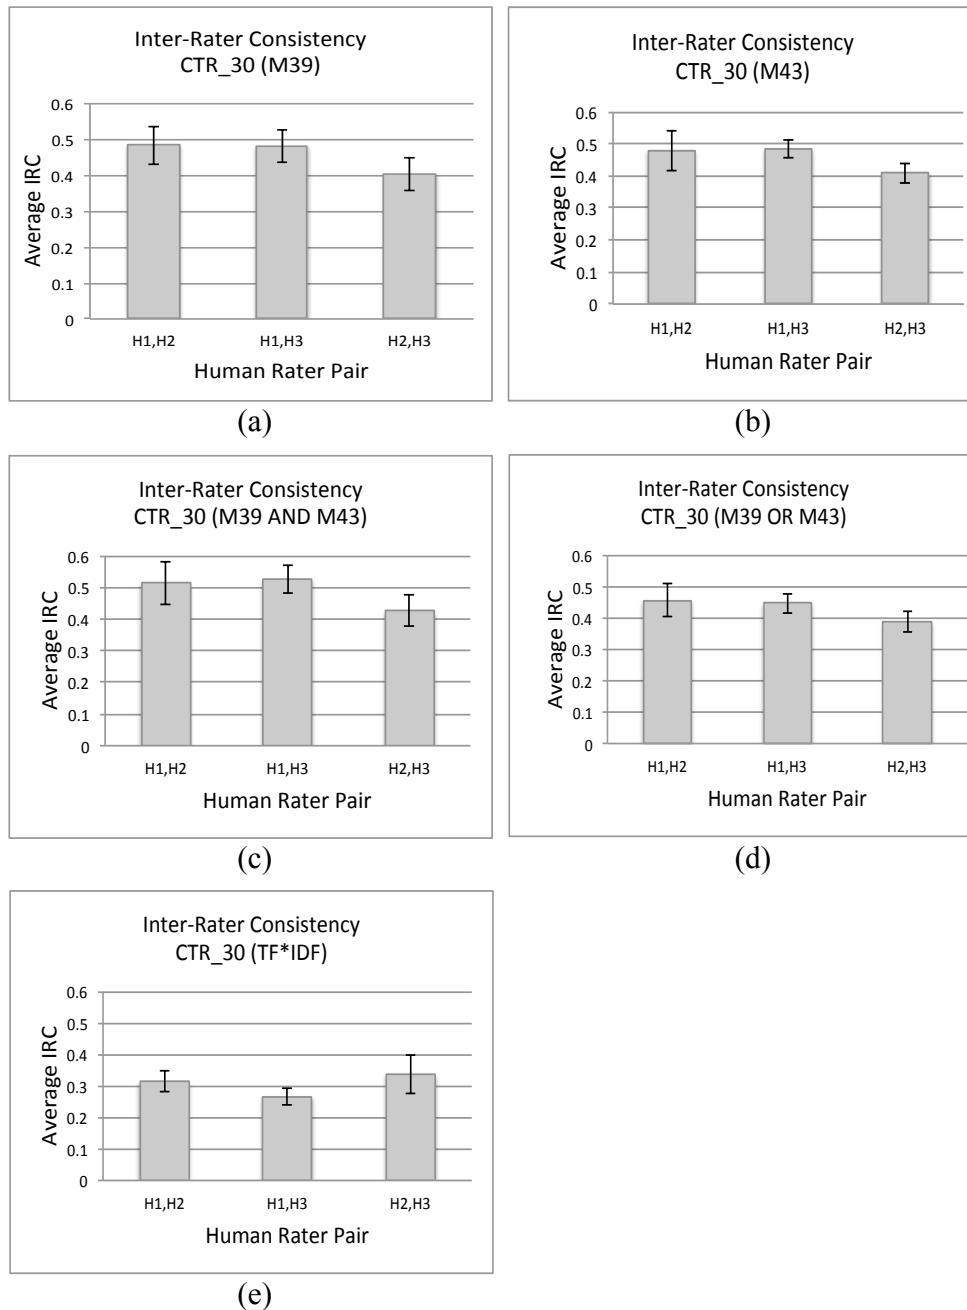 Inter-Rater Consistency
CTR_30 (M39)
Average IRC
0.6
0.5
0.4
0.3
0.2
0.1
0
H1,H2 H1,H3 H2,H3
Human Rater Pair
(a)
Inter-Rater Consistency
CTR_30 (M43)
Average IRC
0.6
0.5
0.4
0.3
0.2
0.1
0
H1,H2 H1,H3 H2,H3
Human Rater Pair
(b)
Inter-Rater Consistency
CTR_30 (M39 AND M43)
Average IRC
0.6
0.5
0.4
0.3
0.2
0.1
0
H1,H2 H1,H3 H2,H3
Human Rater Pair
(c)
Inter-Rater Consistency
CTR_30 (M39 OR M43)
Average IRC
0.6
0.5
0.4
0.3
0.2
0.1
0
H1,H2 H1,H3 H2,H3
Human Rater Pair
(d)
Inter-Rater Consistency
CTR_30 (TF*IDF)
Average IRC
0.6
0.5
0.4
0.3
0.2
0.1
0
H1,H2 H1,H3 H2,H3
Human Rater Pair
(e)